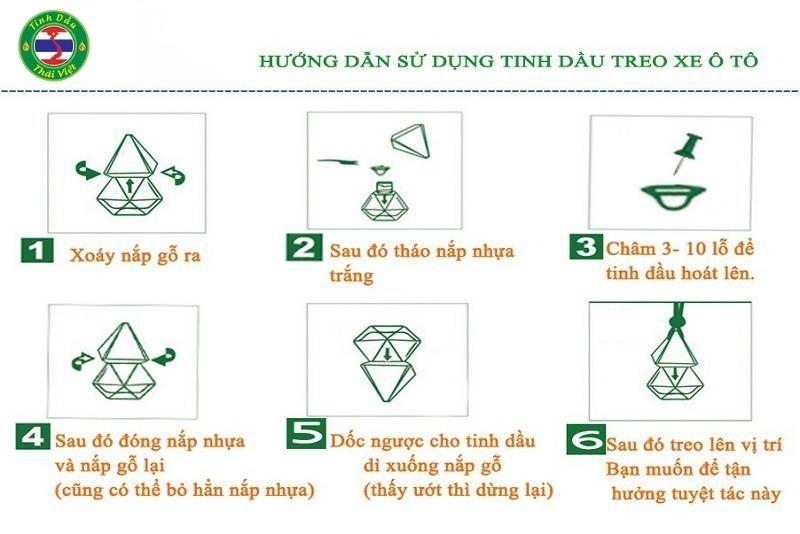 Tinh Dầu
Thái Việt
HƯỚNG DẪN SỬ DỤNG TINH DẦU TREO XE Ô TÔ
1 Xoáy nắp gỗ ra
2 Sau đó tháo nắp nhựa
trắng
3 Châm 3- 10 lỗ để
tinh dầu hoát lên.
4 Sau đó đóng nắp nhựa
và nắp gỗ lại
(cũng có thể bỏ hẳn nắp nhựa)
5 Dốc ngược cho tinh dầu
di xuống nắp gỗ
(thấy ướt thì dừng lại)
6 Sau đó treo lên vị trí
Bạn muốn để tận
hưởng tuyệt tác này